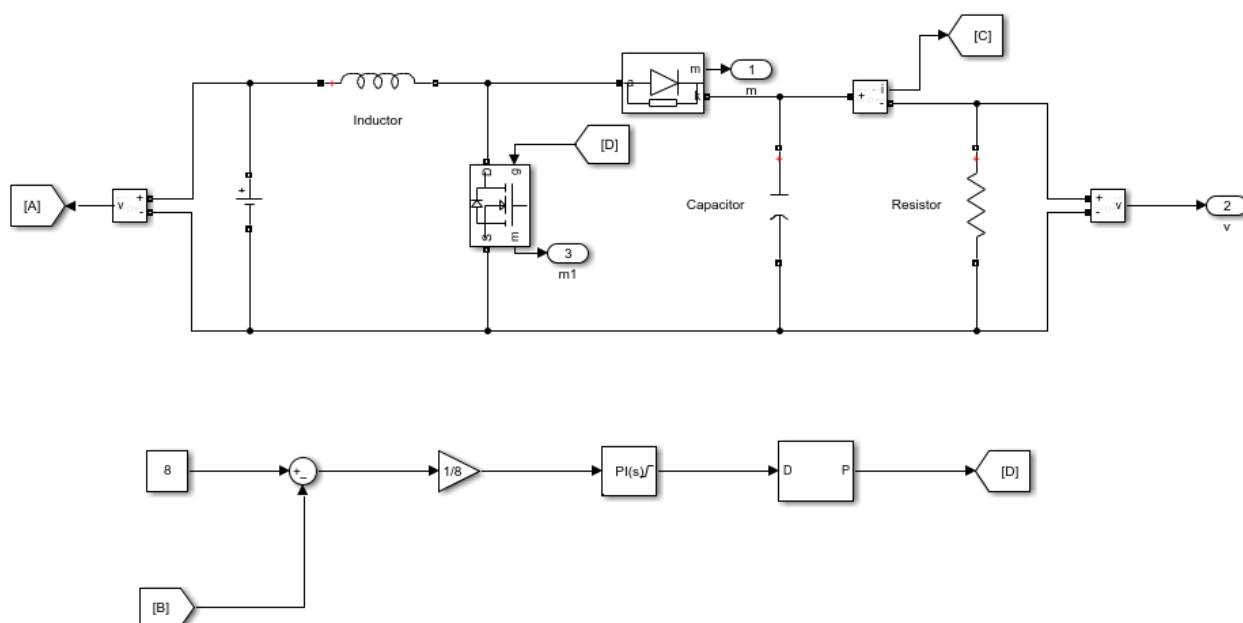 [C]
m
1
a
k
m
i
+
-
Inductor
[D]
g
D
[A]
v
+
-
+
Capacitor
Resistor
+
-
v
2
v
S
m
3
m1
8
+
-
1/8
PI(s)
D
P
[D]
[B]